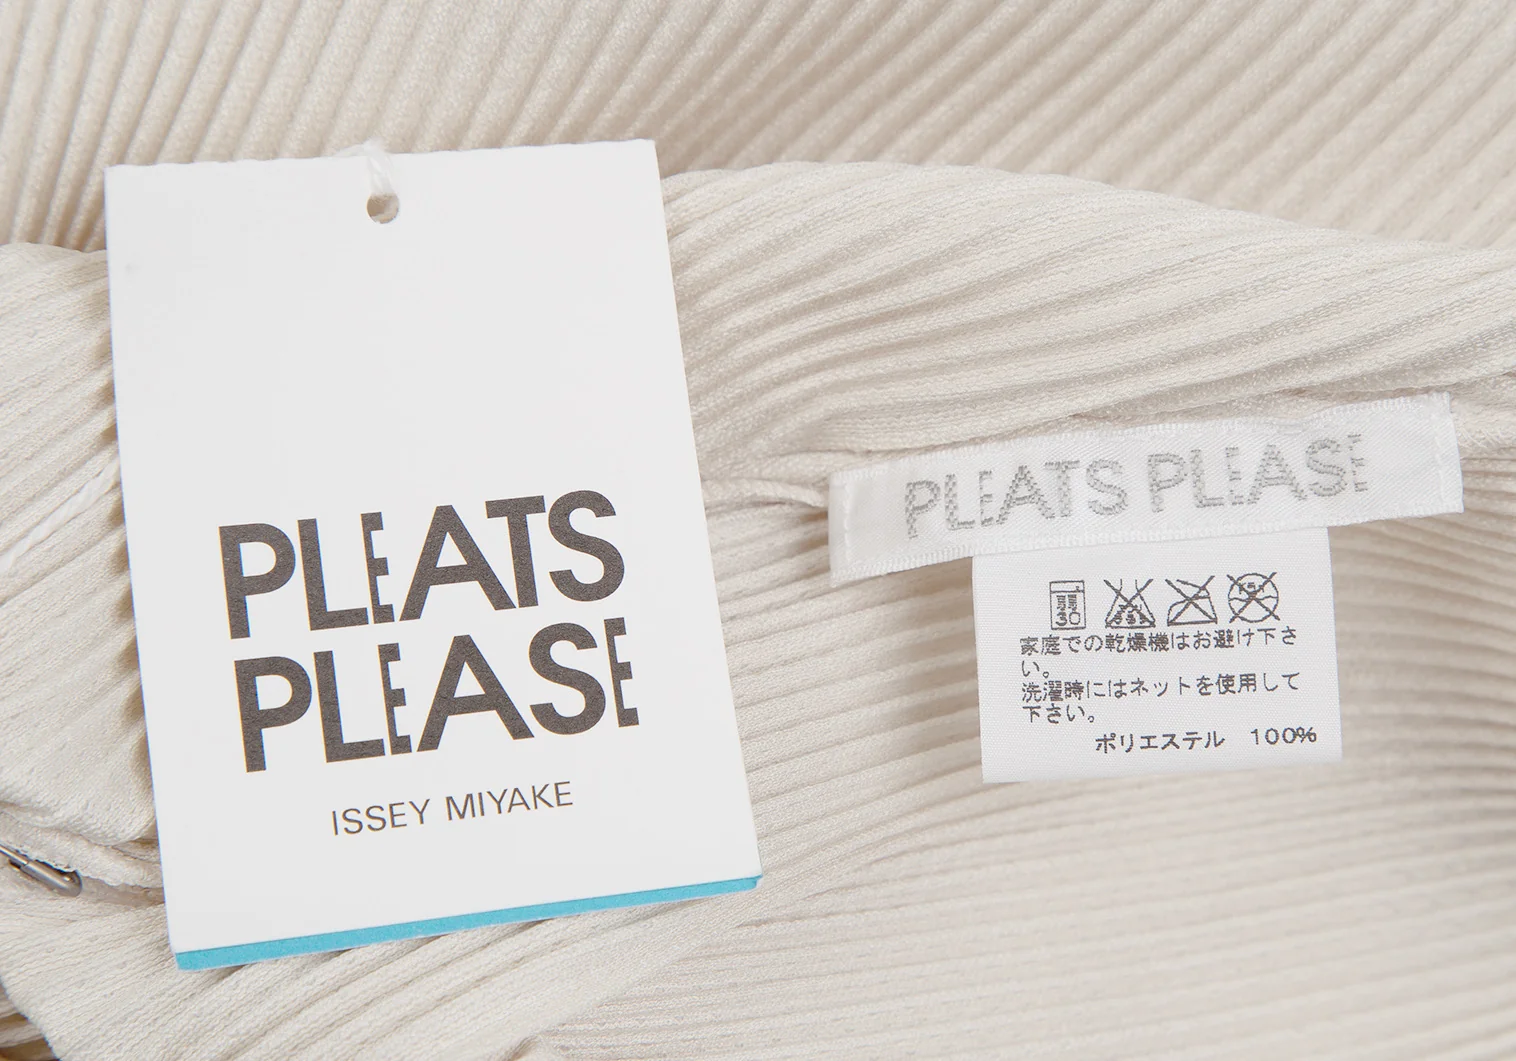 PLEATS
PLEASE
ISSEY MIYAKE
PLEATS PLEASE
弱
30
家庭での乾燥機はお避け下さ
い。
洗濯時にはネットを使用して
下さい。
ポリエステル 100%